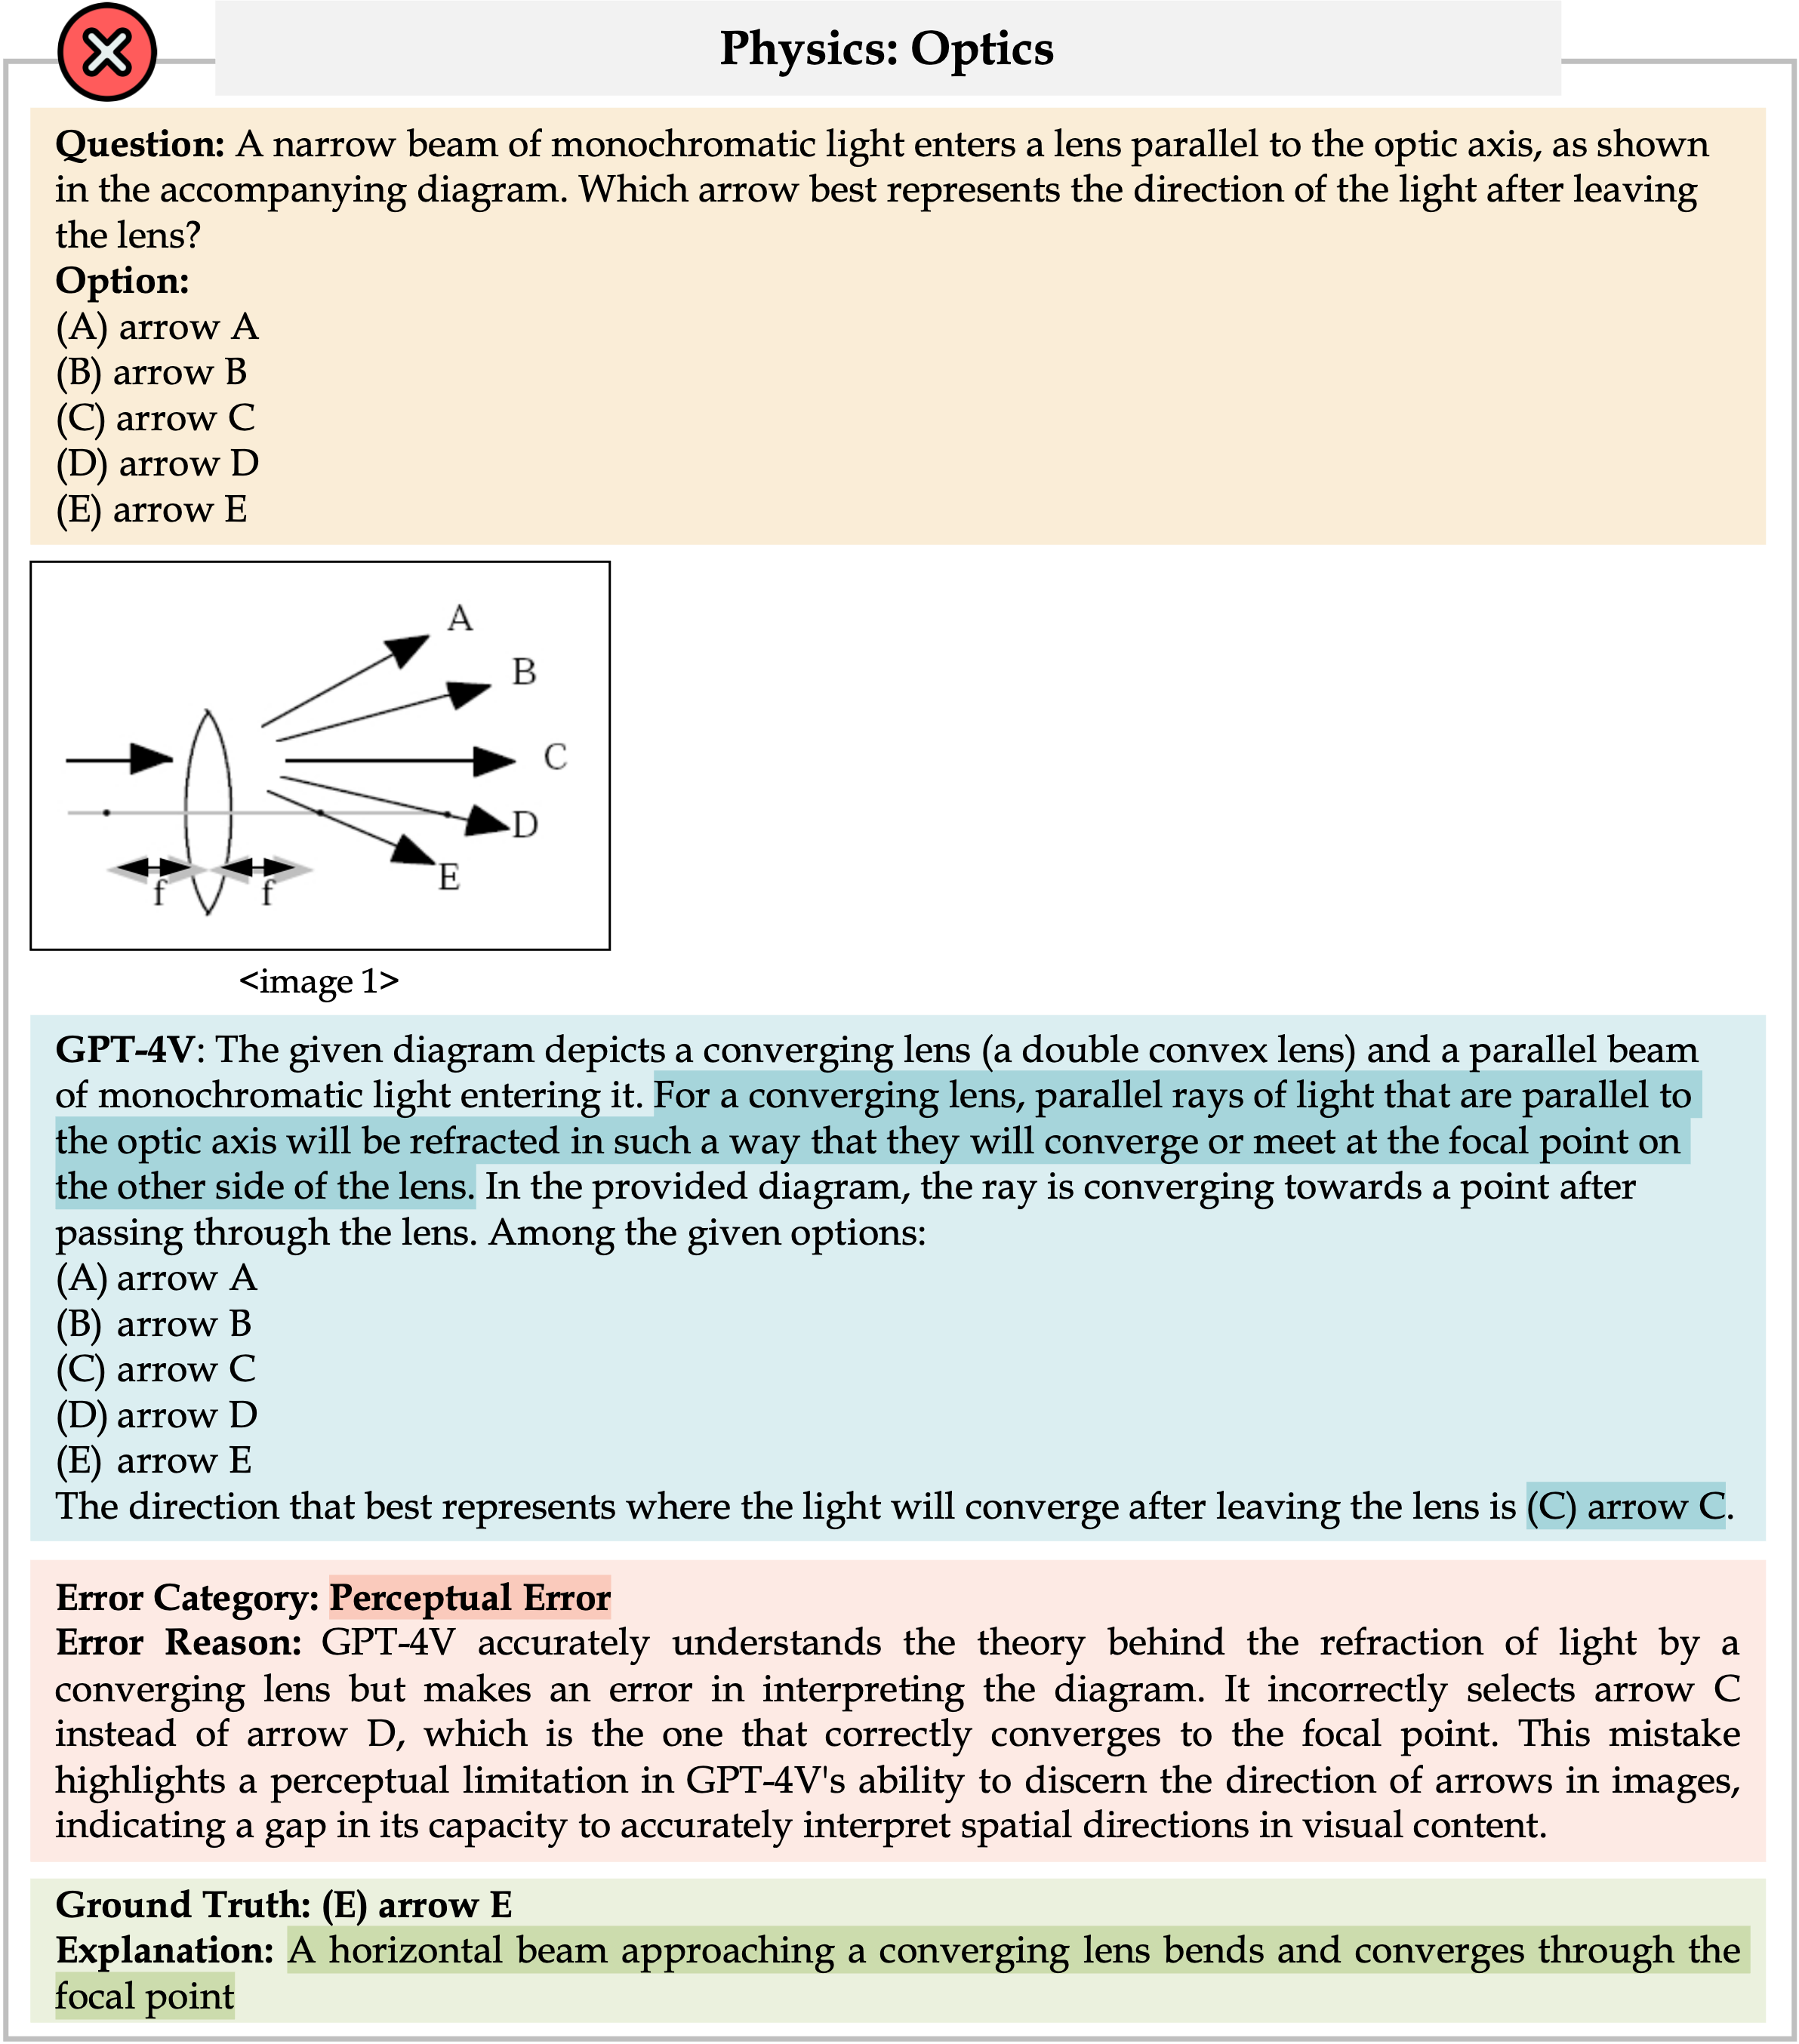 Physics: Optics
Question: A narrow beam of monochromatic light enters a lens parallel to the optic axis, as shown
in the accompanying diagram. Which arrow best represents the direction of the light after leaving
the lens?
Option:
(A) arrow A
(B) arrow B
(C) arrow C
(D) arrow D
(E) arrow E
A
B
C
D
E
f
f
<image 1>
GPT-4V: The given diagram depicts a converging lens (a double convex lens) and a parallel beam
of monochromatic light entering it. For a converging lens, parallel rays of light that are parallel to
the optic axis will be refracted in such a way that they will converge or meet at the focal point on
the other side of the lens. In the provided diagram, the ray is converging towards a point after
passing through the lens. Among the given options:
(A) arrow A
(B) arrow B
(C) arrow C
(D) arrow D
(E) arrow E
The direction that best represents where the light will converge after leaving the lens is (C) arrow C.
Error Category: Perceptual Error
Error Reason: GPT-4V accurately understands the theory behind the refraction of light by a
converging lens but makes an error in interpreting the diagram. It incorrectly selects arrow C
instead of arrow D, which is the one that correctly converges to the focal point. This mistake
highlights a perceptual limitation in GPT-4V's ability to discern the direction of arrows in images,
indicating a gap in its capacity to accurately interpret spatial directions in visual content.
Ground Truth: (E) arrow E
Explanation: A horizontal beam approaching a converging lens bends and converges through the
focal point